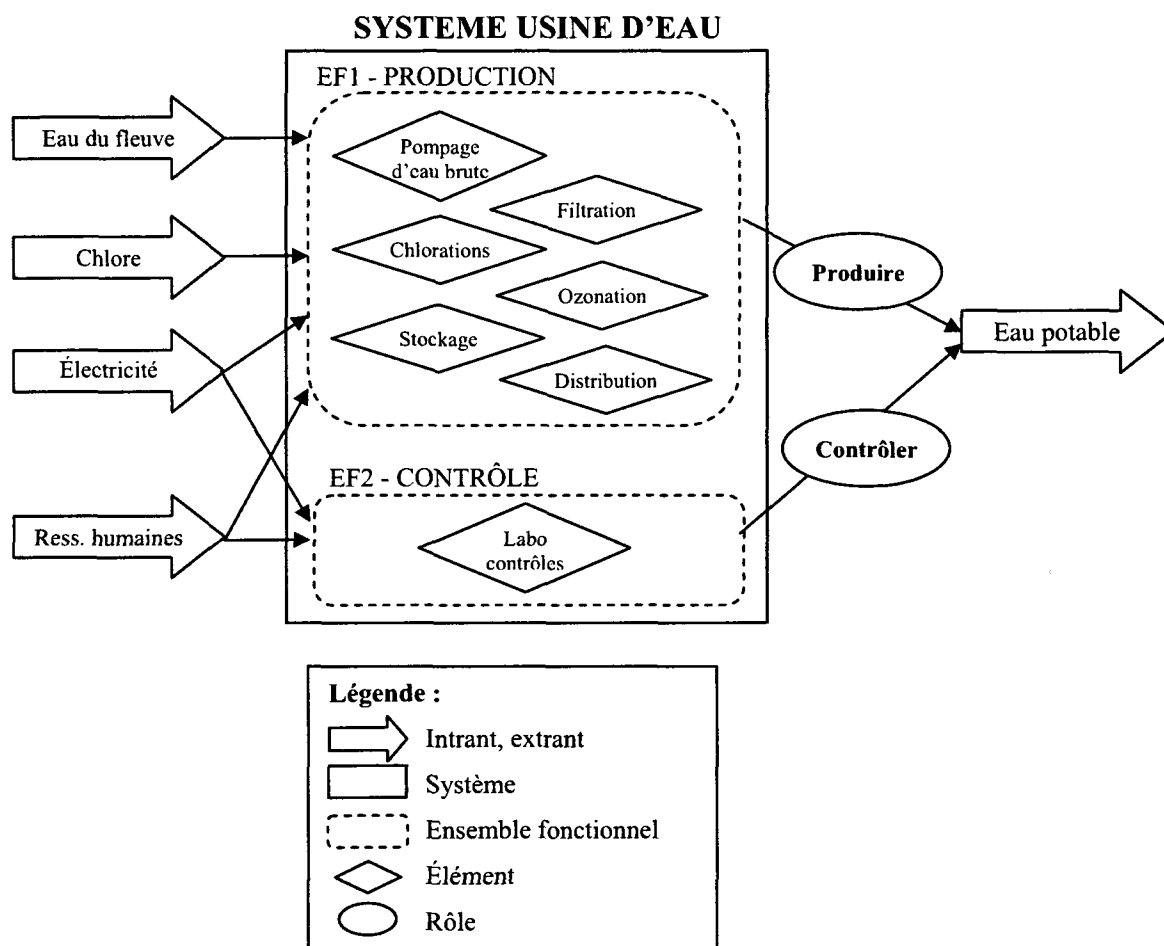 SYSTEME USINE D'EAU
EF1 - PRODUCTION
Eau du fleuve
Pompage
d'eau brute
Filtration
Chlore
Chlorations
Produire
Ozonation
Stockage
Eau potable
Électricité
Distribution
Contrôler
EF2 - CONTRÔLE
Ress. humaines
Labo
contrôles
Légende :
Intrant, extrant
Système
Ensemble fonctionnel
Élément
Rôle